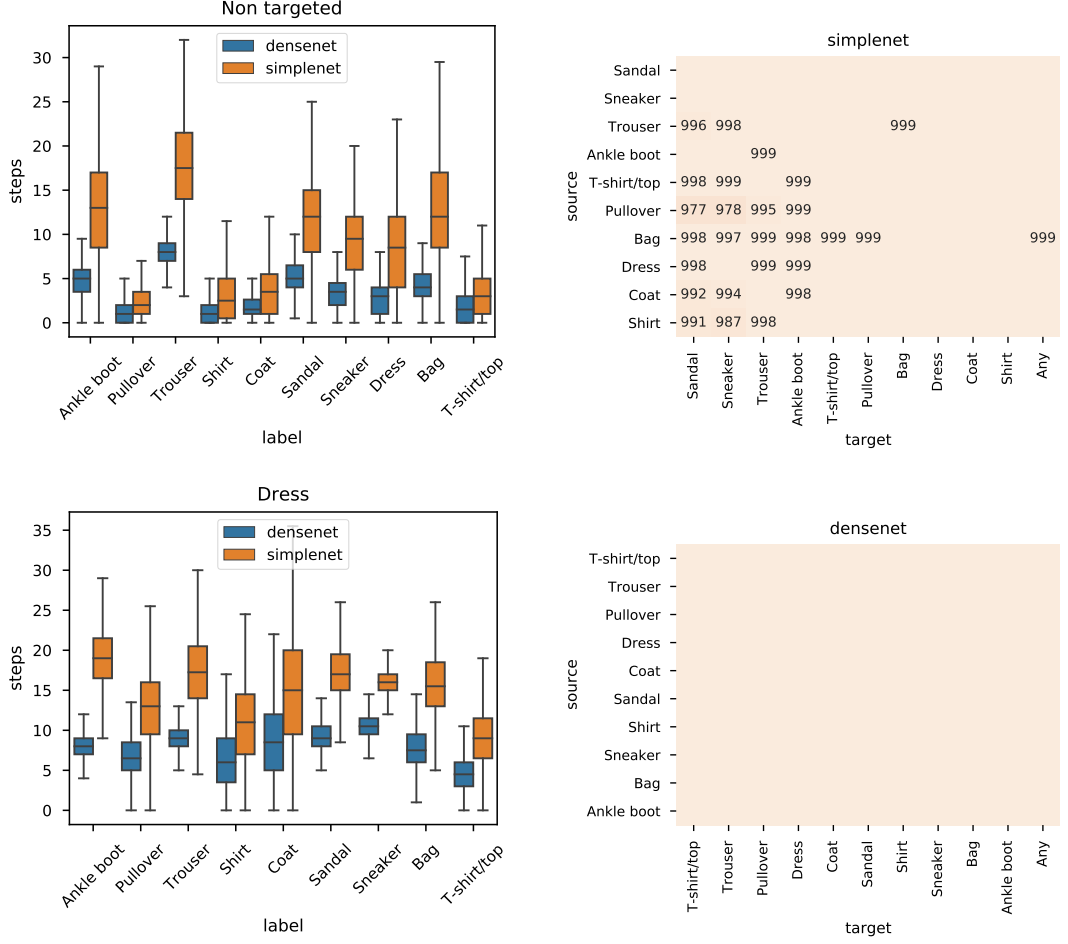 Non targeted
densenet
simplenet
steps
30
25
20
15
10
5
0
Ankle boot
Pullover
Trouser
Shirt
Coat
Sandal
Sneaker
Dress
Bag
T-shirt/top
label
simplenet
source
Sandal
Sneaker
Trouser 996 998 999
Ankle boot 999
T-shirt/top 998 999 999
Pullover 977 978 995 999
Bag 998 997 999 998 999 999 999
Dress 998 999 999
Coat 992 994 998
Shirt 991 987 998
Sandal
Sneaker
Trouser
Ankle boot
T-shirt/top
Pullover
Bag
Dress
Coat
Shirt
Any
target
Dress
densenet
simplenet
steps
35
30
25
20
15
10
5
0
Ankle boot
Pullover
Trouser
Shirt
Coat
Sandal
Sneaker
Bag
T-shirt/top
label
densenet
source
T-shirt/top
Trouser
Pullover
Dress
Coat
Sandal
Shirt
Sneaker
Bag
Ankle boot
T-shirt/top
Trouser
Pullover
Dress
Coat
Sandal
Shirt
Sneaker
Bag
Ankle boot
Any
target